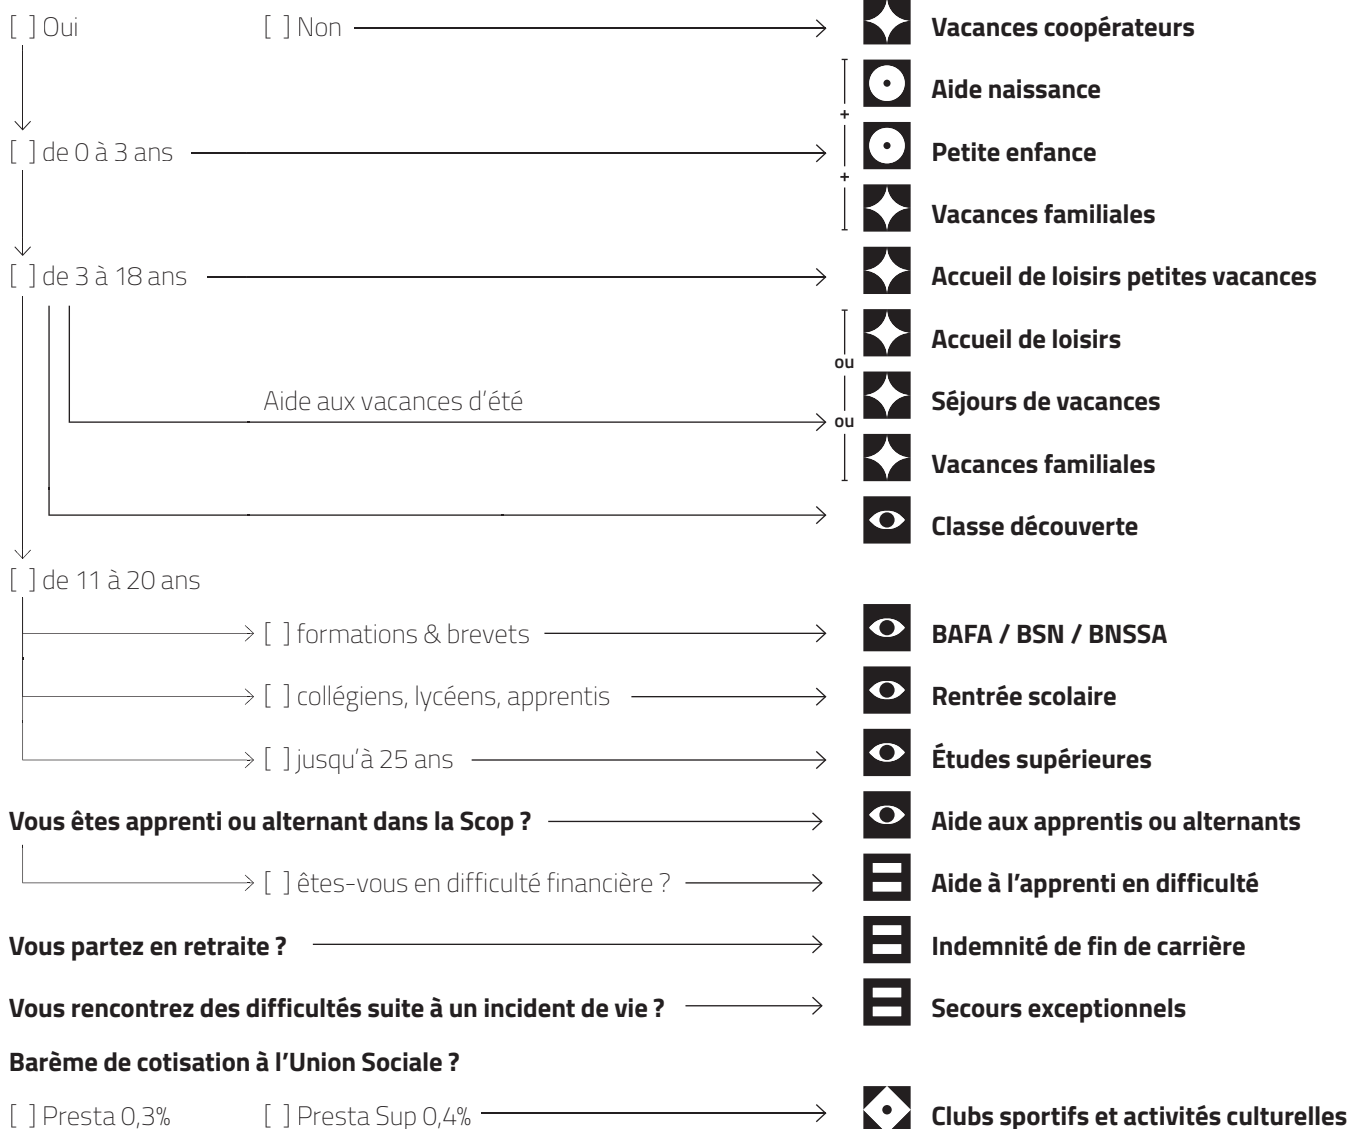 [ ] Oui [ ] Non Vacances coopérateurs
Aide naissance
+
[ ] de 0 à 3 ans Petite enfance
+
Vacances familiales
[ ] de 3 à 18 ans Accueil de loisirs petites vacances
Accueil de loisirs
ou
Aide aux vacances d'été Séjours de vacances
ou
Vacances familiales
Classe découverte
[ ] de 11 à 20 ans
[ ] formations & brevets BAFA / BSN / BNSSA
[ ] collégiens, lycéens, apprentis Rentrée scolaire
[ ] jusqu'à 25 ans Études supérieures
Vous êtes apprenti ou alternant dans la Scop ? Aide aux apprentis ou alternants
[ ] êtes-vous en difficulté financière ? Aide à l'apprenti en difficulté
Vous partez en retraite ? Indemnité de fin de carrière
Vous rencontrez des difficultés suite à un incident de vie ? Secours exceptionnels
Barème de cotisation à l'Union Sociale ?
[ ] Presta 0,3% [ ] Presta Sup 0,4% Clubs sportifs et activités culturelles